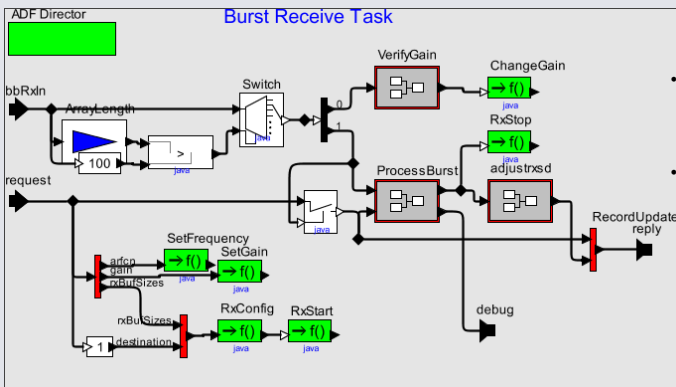 ADF Director
Burst Receive Task
VerifyGain
ChangeGain
f()
java
bbRxIn
ArrayLength
Switch
java
0
1
100
>
java
RxStop
f()
java
request
ProcessBurst
adjustrxsd
java
RecordUpdate
reply
SetFrequency
f()
java
SetGain
f()
java
arfcn
gain
rxBufSizes
debug
rxBufSizes
RxConfig
f()
java
RxStart
f()
java
1
destination